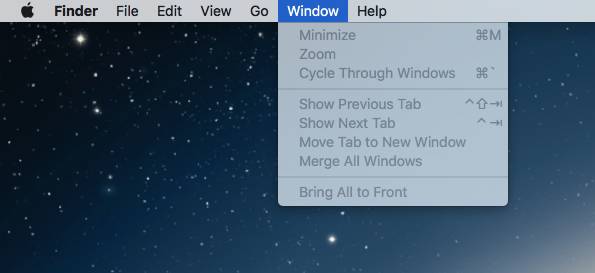 Finder File Edit View Go Window Help
Minimize ⌘M
Zoom
Cycle Through Windows ⌘`
Show Previous Tab ⌃⇧⇥
Show Next Tab ⌃⇥
Move Tab to New Window
Merge All Windows
Bring All to Front